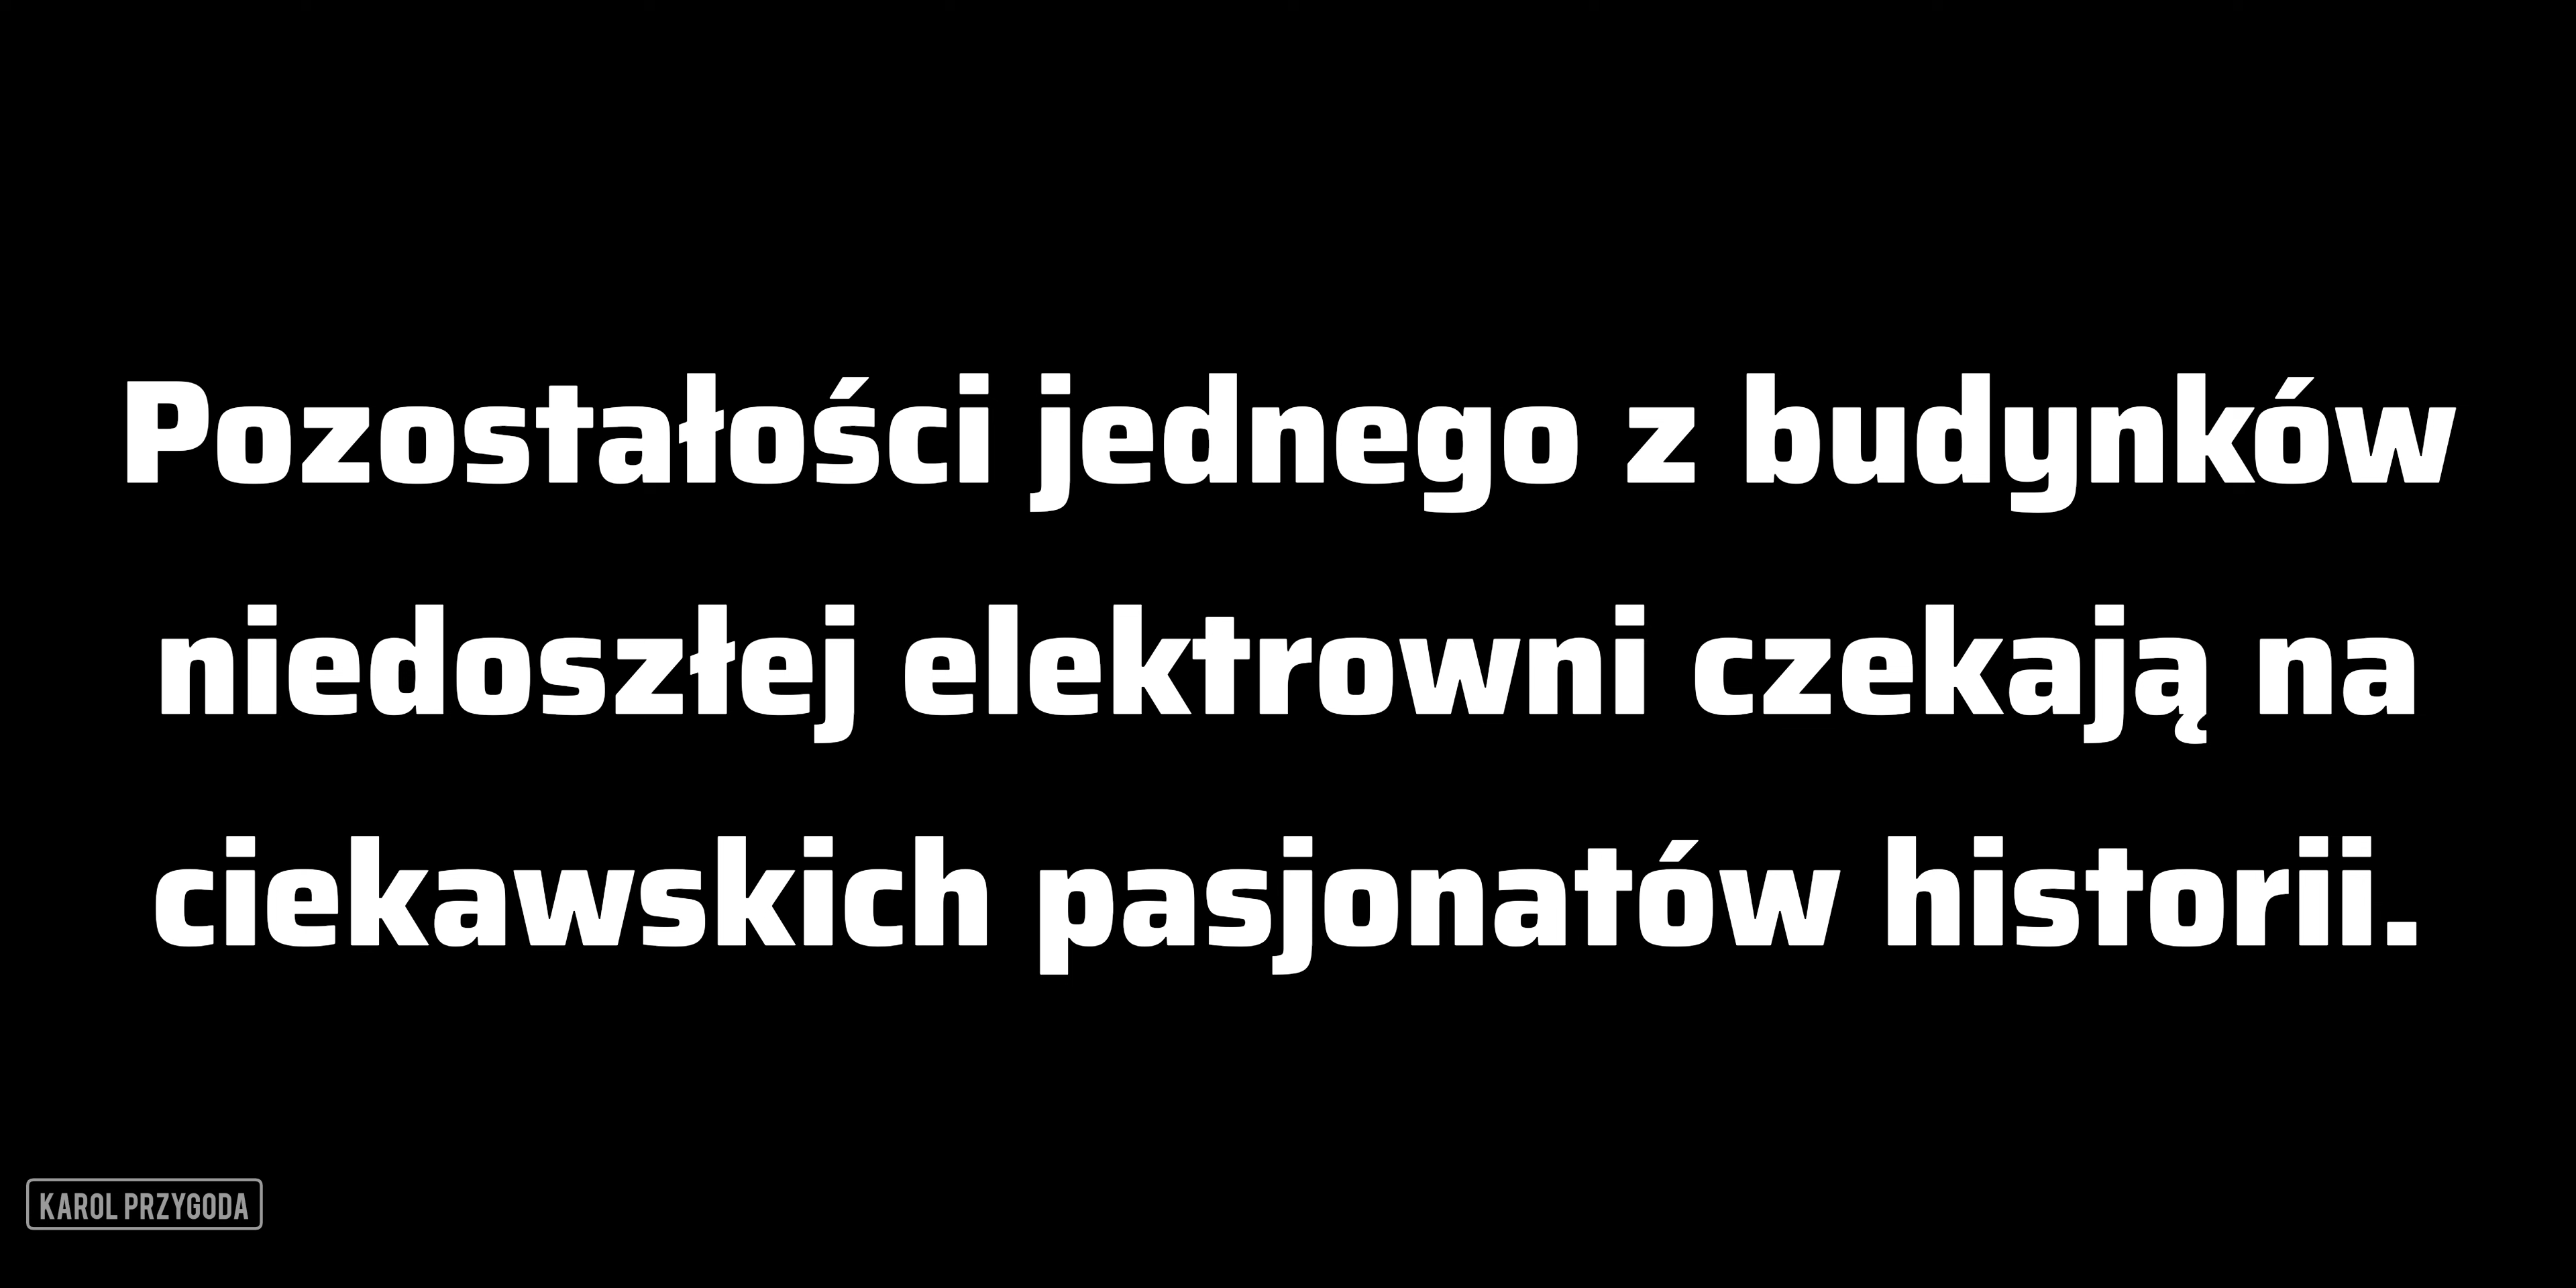 Pozostałości jednego z budynków
niedoszłej elektrowni czekają na
ciekawskich pasjonatów historii.
KAROL PRZYGODA